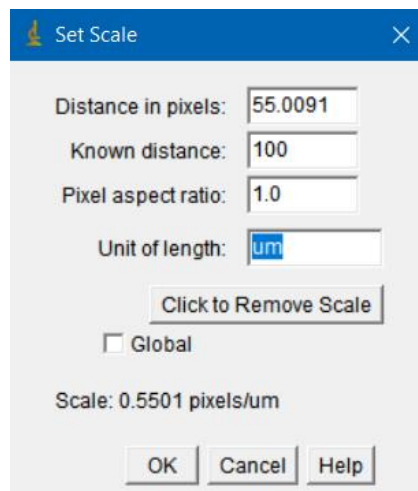 Set Scale
Distance in pixels: 55.0091
Known distance: 100
Pixel aspect ratio: 1.0
Unit of length: um
Click to Remove Scale
Global
Scale: 0.5501 pixels/um
OK Cancel Help